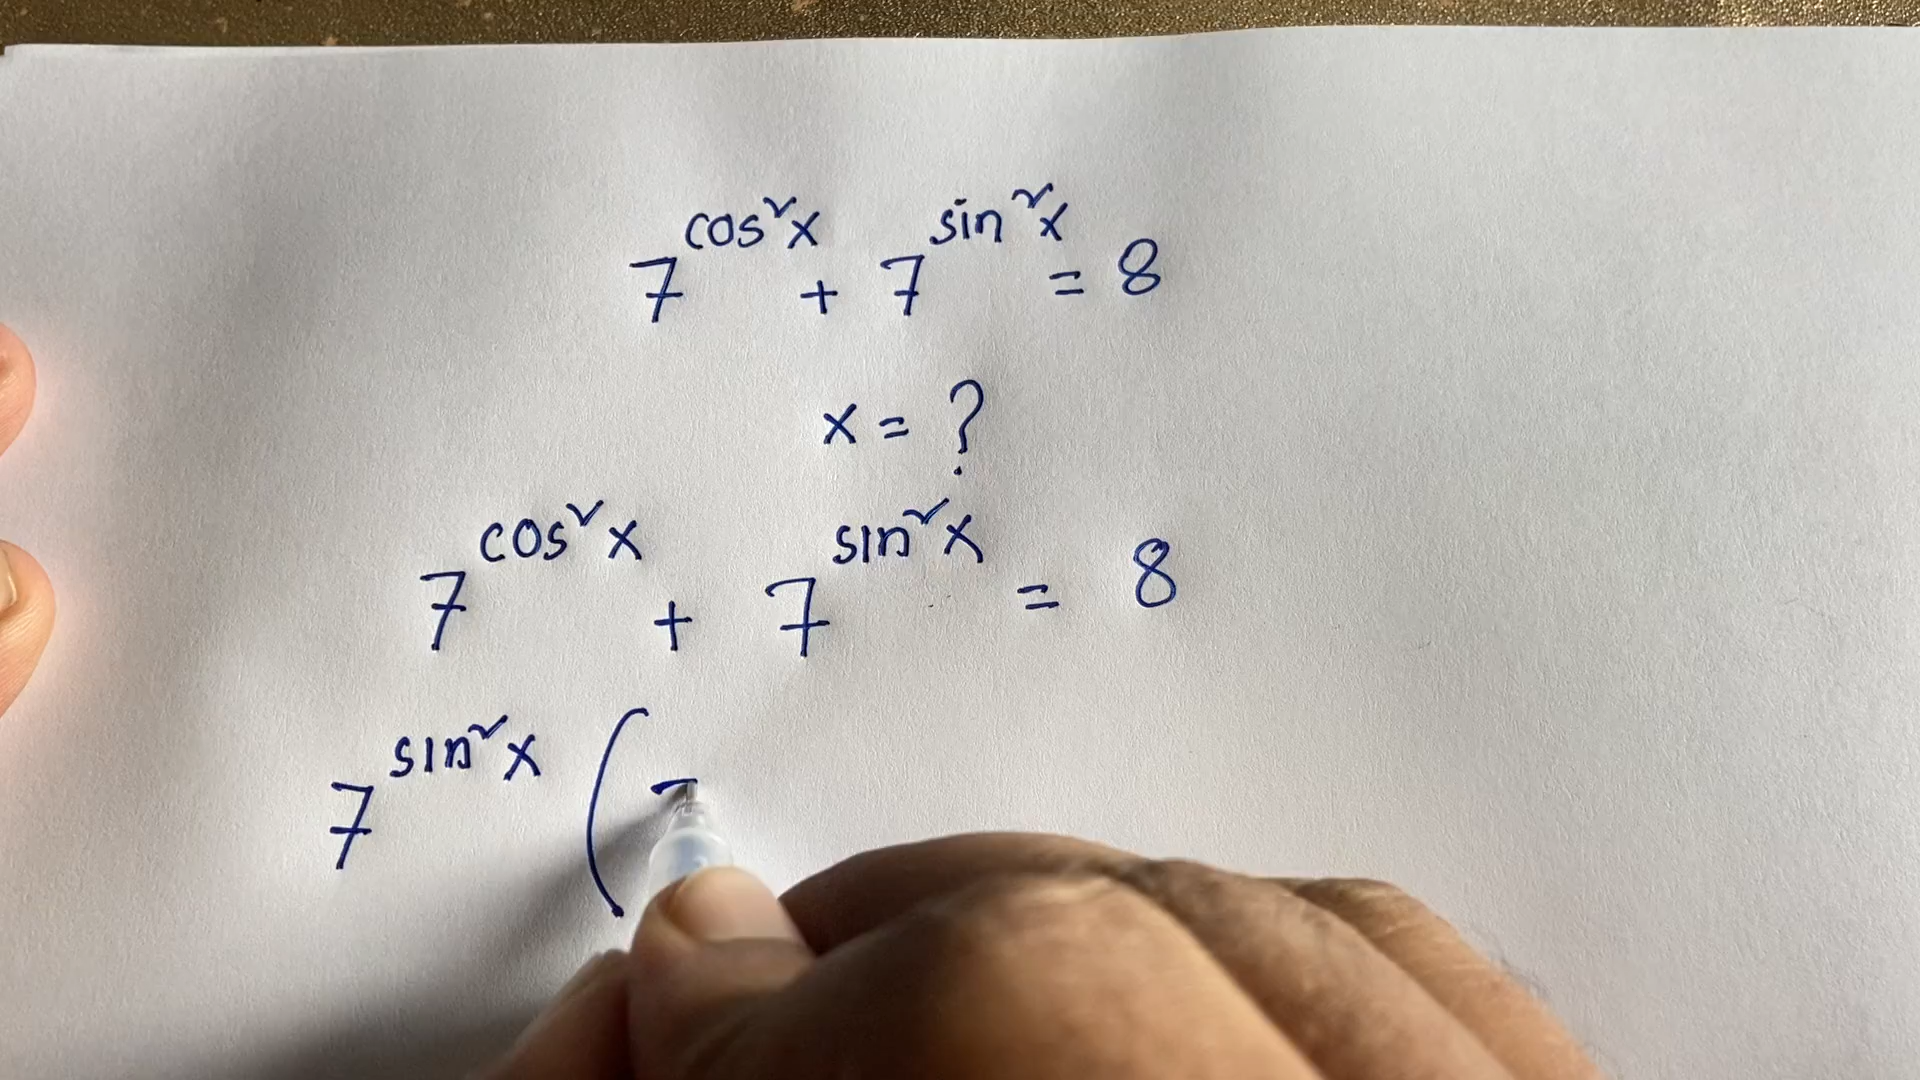 7^cos²x + 7^sin²x = 8
x = ?
7^cos²x + 7^sin²x = 8
7^sin²x (